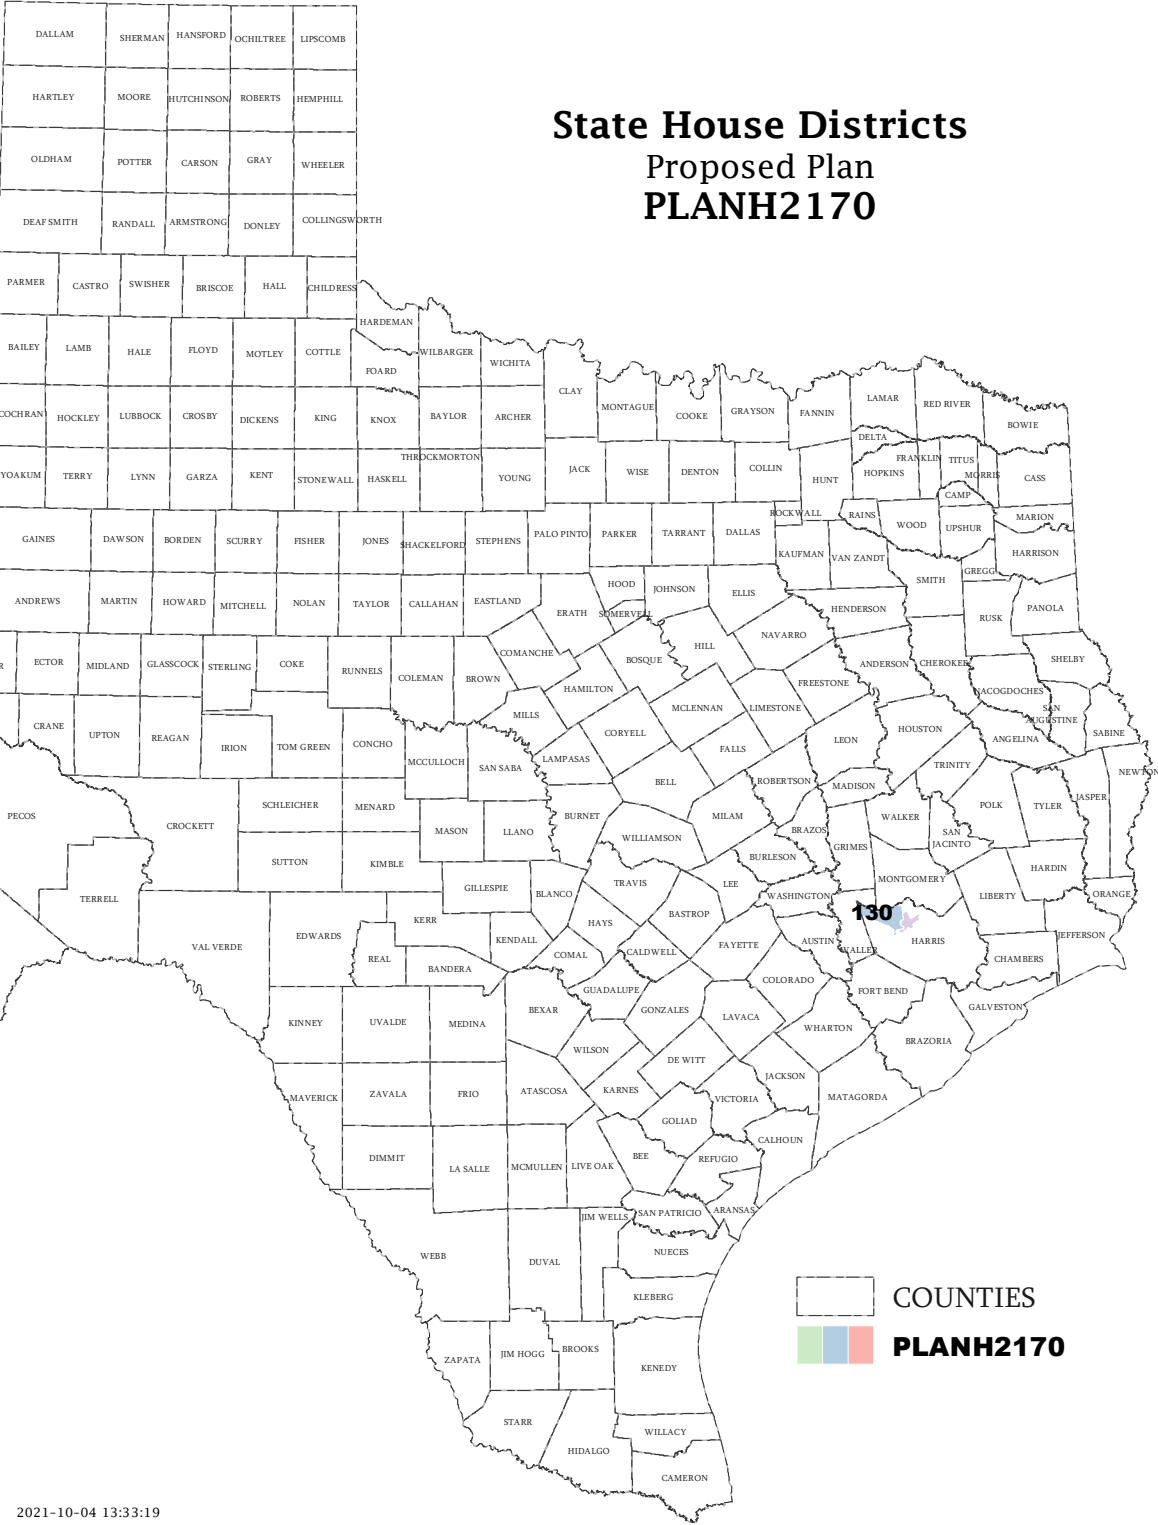 DALLAM
SHERMAN
HANSFORD
OCHILTREE
LIPSCOMB
HARTLEY
MOORE
HUTCHINSON
ROBERTS
HEMPHILL
State House Districts
Proposed Plan
PLANH2170
OLDHAM
POTTER
CARSON
GRAY
WHEELER
DEAF SMITH
RANDALL
ARMSTRONG
DONLEY
COLLINGSWORTH
PARMER
CASTRO
SWISHER
BRISCOE
HALL
CHILDRESS
HARDEMAN
BAILEY
LAMB
HALE
FLOYD
MOTLEY
COTTLE
FOARD
WILBARGER
WICHITA
CLAY
MONTAGUE
COOKE
GRAYSON
FANNIN
LAMAR
RED RIVER
BOWIE
COCHRAN
HOCKLEY
LUBBOCK
CROSBY
DICKENS
KING
KNOX
BAYLOR
ARCHER
DELTA
YOAKUM
TERRY
LYNN
GARZA
KENT
STONEWALL
HASKELL
THROCKMORTON
YOUNG
JACK
WISE
DENTON
COLLIN
HUNT
HOPKINS
FRANKLIN
TITUS
MORRIS
CASS
CAMP
GAINES
DAWSON
BORDEN
SCURRY
FISHER
JONES
SHACKELFORD
STEPHENS
PALO PINTO
PARKER
TARRANT
DALLAS
ROCKWALL
RAINS
WOOD
UPSHUR
MARION
KAUFMAN
VAN ZANDT
SMITH
GREGG
HARRISON
ANDREWS
MARTIN
HOWARD
MITCHELL
NOLAN
TAYLOR
CALLAHAN
EASTLAND
ERATH
HOOD
SOMERVELL
JOHNSON
ELLIS
HENDERSON
RUSK
PANOLA
R
ECTOR
MIDLAND
GLASSCOCK
STERLING
COKE
RUNNELS
COLEMAN
BROWN
COMANCHE
BOSQUE
HILL
NAVARRO
ANDERSON
CHEROKEE
SHELBY
HAMILTON
FREESTONE
NACOGDOCHES
CRANE
UPTON
REAGAN
IRION
TOM GREEN
CONCHO
MCCULLOCH
SAN SABA
MILLS
LAMPASAS
CORYELL
MCLENNAN
LIMESTONE
FALLS
LEON
HOUSTON
ANGELINA
SAN
AUGUSTINE
SABINE
PECOS
CROCKETT
SCHLEICHER
MENARD
BELL
ROBERTSON
MADISON
TRINITY
POLK
TYLER
JASPER
NEWTON
SUTTON
KIMBLE
MASON
LLANO
BURNET
WILLIAMSON
MILAM
BRAZOS
GRIMES
WALKER
SAN
JACINTO
TERRELL
GILLESPIE
BLANCO
TRAVIS
LEE
BURLESON
WASHINGTON
MONTGOMERY
LIBERTY
HARDIN
ORANGE
VAL VERDE
EDWARDS
KERR
REAL
BANDERA
KENDALL
HAYS
COMAL
CALDWELL
BASTROP
FAYETTE
AUSTIN
WALLER
130
HARRIS
CHAMBERS
JEFFERSON
KINNEY
UVALDE
MEDINA
BEXAR
GUADALUPE
GONZALES
LAVACA
COLORADO
FORT BEND
GALVESTON
WHARTON
BRAZORIA
MAVERICK
ZAVALA
FRIO
ATASCOSA
WILSON
KARNES
DE WITT
JACKSON
VICTORIA
MATAGORDA
GOLIAD
CALHOUN
DIMMIT
LA SALLE
MCMULLEN
LIVE OAK
BEE
REFUGIO
ARANSAS
SAN PATRICIO
JIM WELLS
WEBB
DUVAL
NUECES
KLEBERG
ZAPATA
JIM HOGG
BROOKS
KENEDY
STARR
HIDALGO
WILLACY
CAMERON
COUNTIES
PLANH2170
2021-10-04 13:33:19